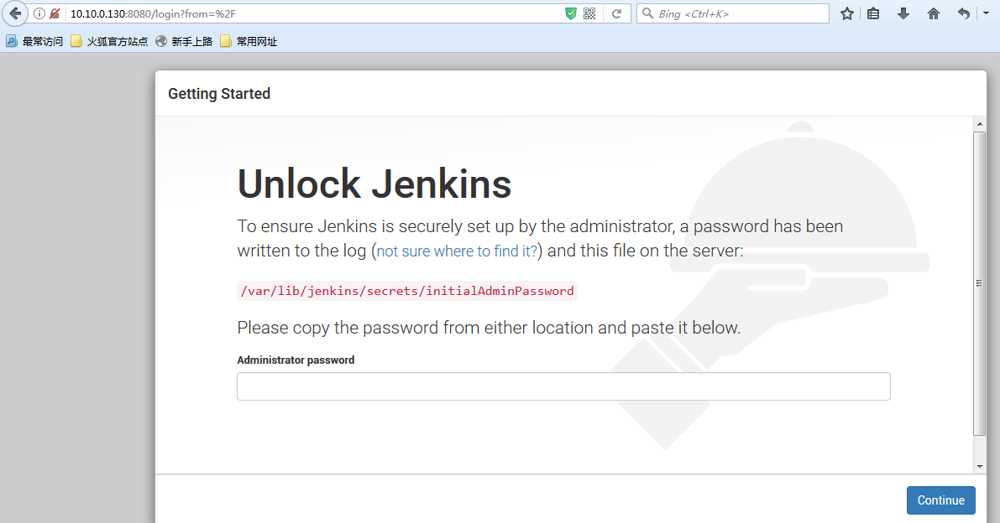 10.10.0.130:8080/login?from=%2F
Bing <Ctrl+K>
最常访问 火狐官方站点 新手上路 常用网址
Getting Started
Unlock Jenkins
To ensure Jenkins is securely set up by the administrator, a password has been
written to the log (not sure where to find it?) and this file on the server:
/var/lib/jenkins/secrets/initialAdminPassword
Please copy the password from either location and paste it below.
Administrator password
Continue